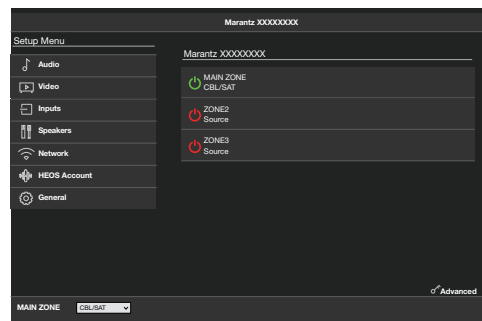 Marantz XXXXXXXX
Setup Menu
Audio
Video
Inputs
Speakers
Network
HEOS Account
General
Marantz XXXXXXXX
MAIN ZONE
CBL/SAT
ZONE2
Source
ZONE3
Source
Advanced
MAIN ZONE CBL/SAT